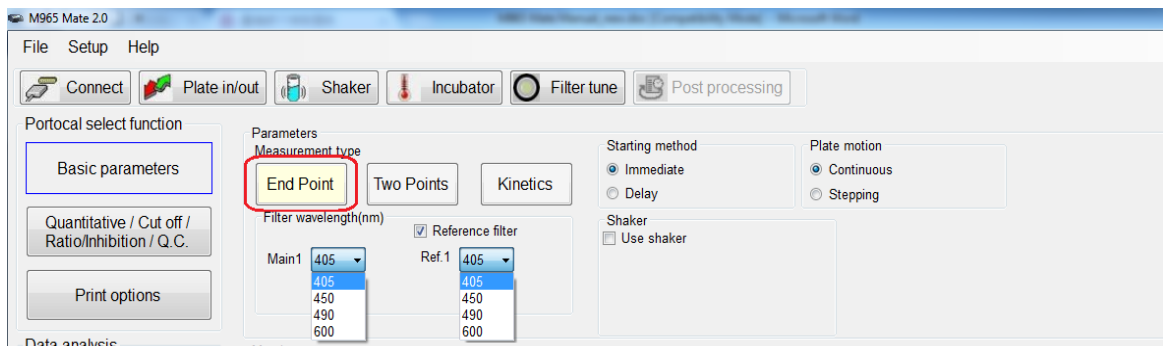 M965 Mate 2.0
File Setup Help
Connect Plate in/out Shaker Incubator Filter tune Post processing
Portocal select function
Basic parameters
Quantitative / Cut off /
Ratio/Inhibition / Q.C.
Print options
Data analysis
Parameters
Measurement type
End Point Two Points Kinetics
Filter wavelength(nm)
Reference filter
Main1 405 Ref.1 405
405 405
450 450
490 490
600 600
Starting method
Immediate
Delay
Plate motion
Continuous
Stepping
Shaker
Use shaker